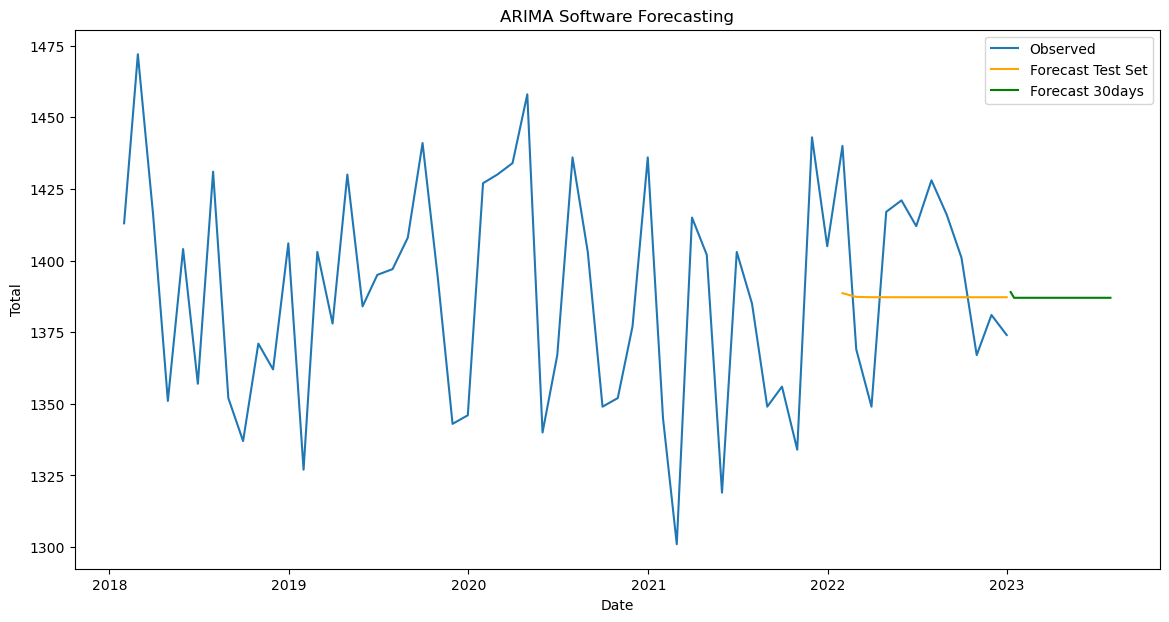 ARIMA Software Forecasting
Observed
Forecast Test Set
Forecast 30days
Total
1475
1450
1425
1400
1375
1350
1325
1300
2018
2019
2020
2021
2022
2023
Date